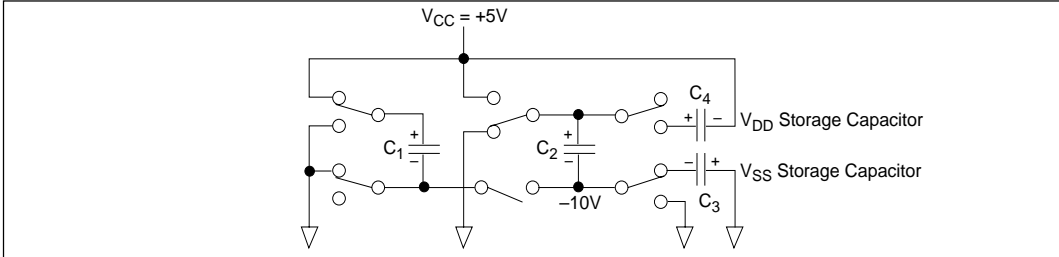 V_CC = +5V
C_4
+ –
V_DD Storage Capacitor
+
C_1
–
+
C_2
–
– +
V_SS Storage Capacitor
–10V
C_3